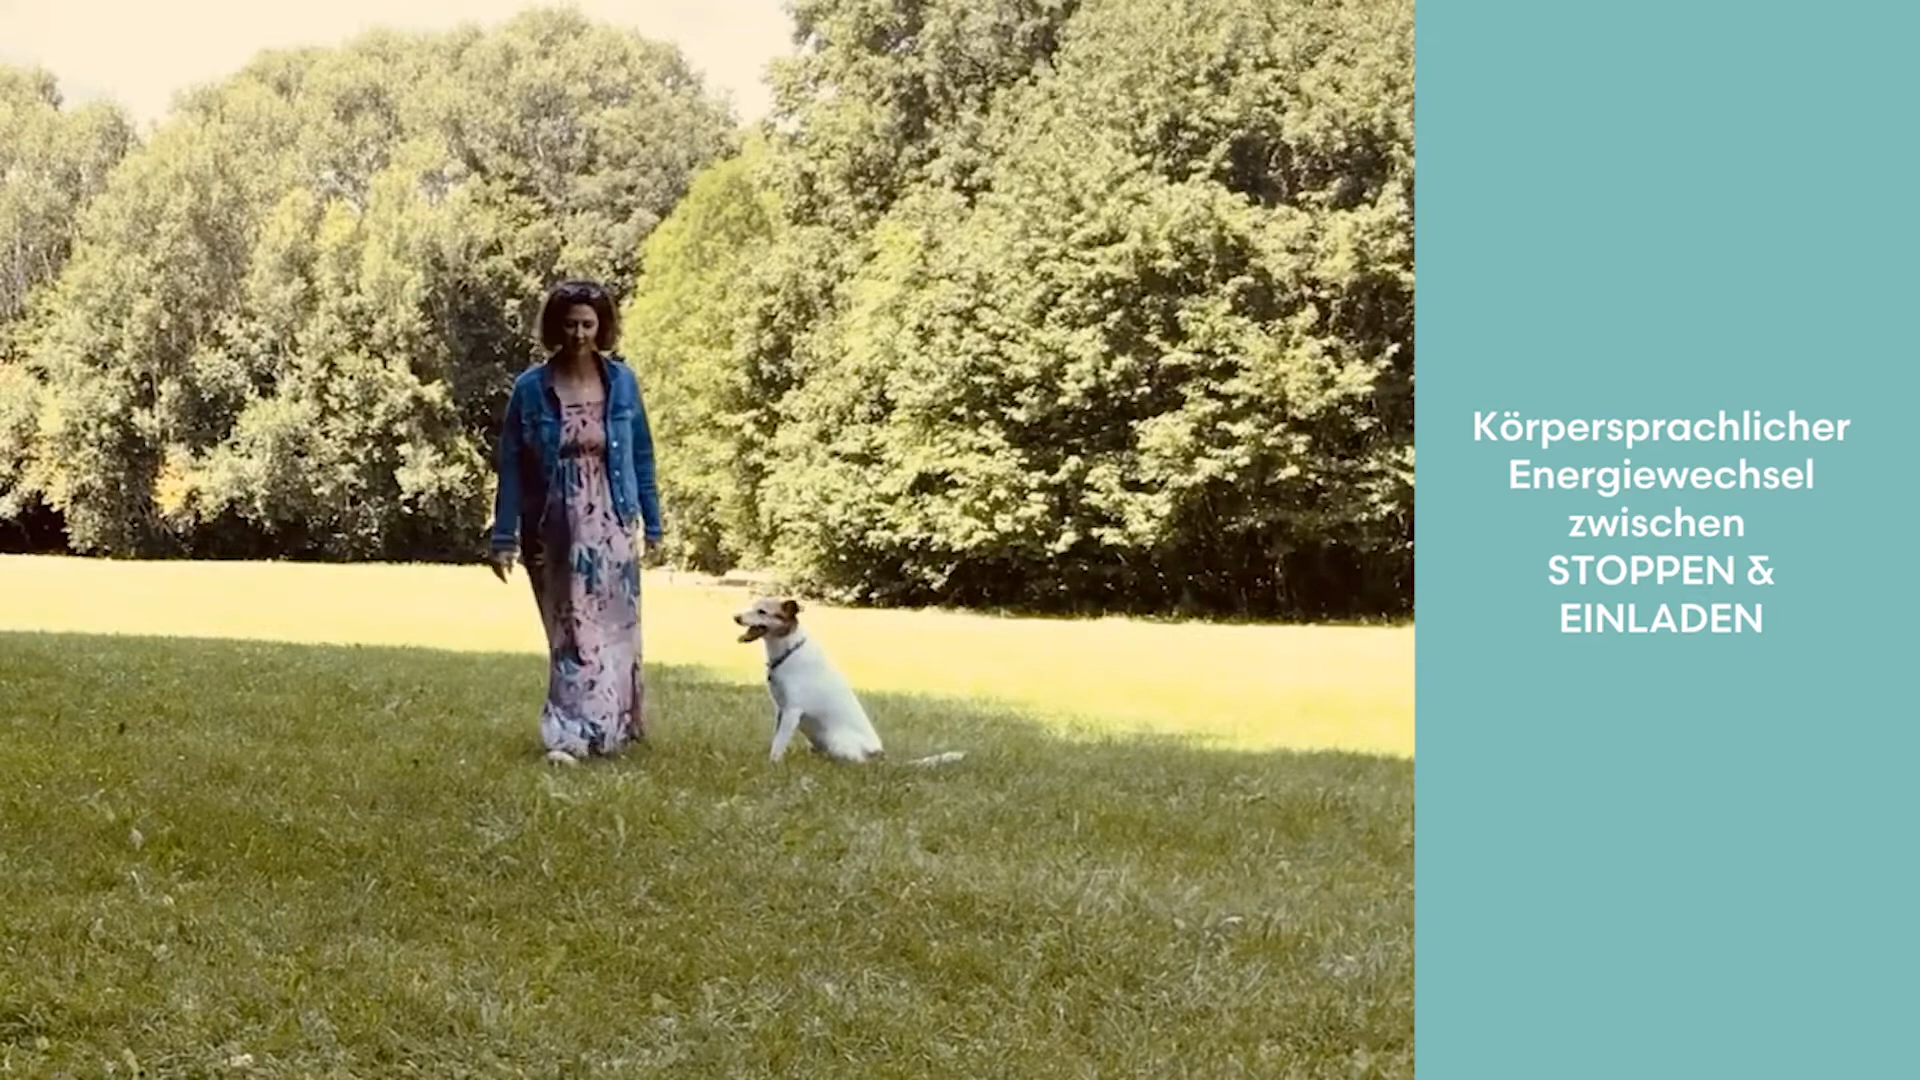 Körpersprachlicher
Energiewechsel
zwischen
STOPPEN &
EINLADEN